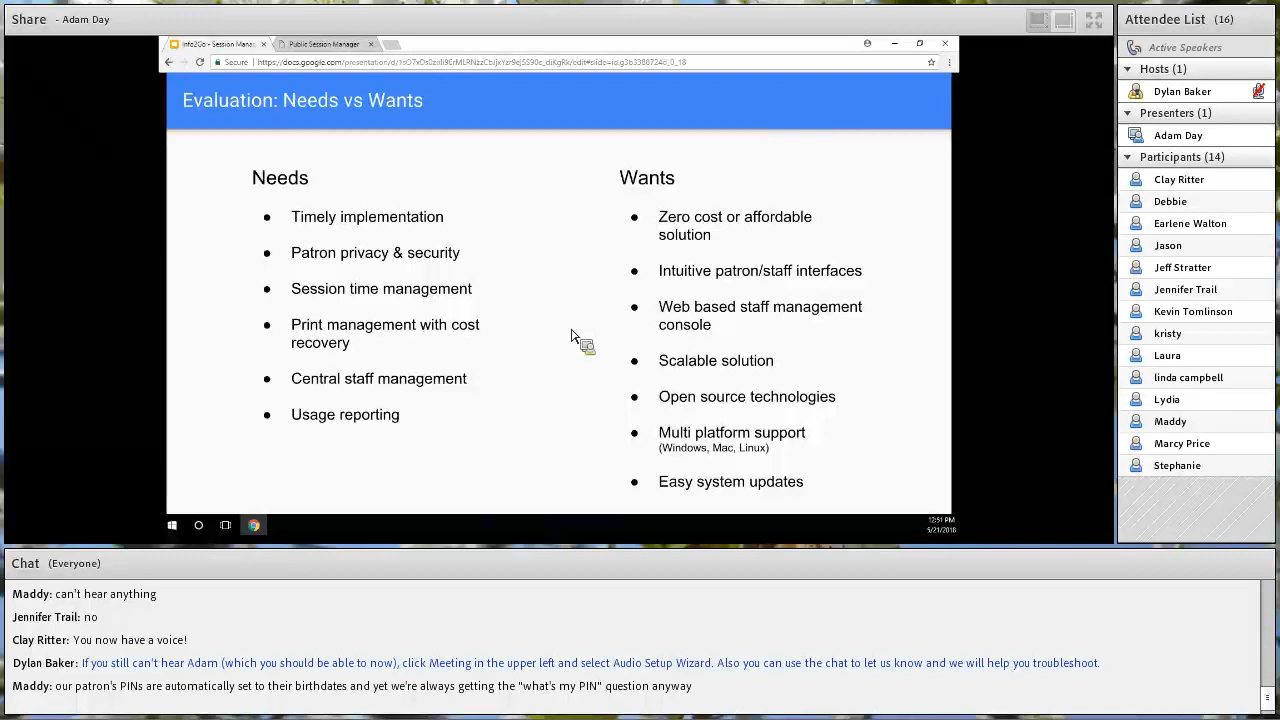 Share - Adam Day
Info2Go - Session Mana
Public Session Manager
Secure
Evaluation: Needs vs Wants
Needs
● Timely implementation
● Patron privacy & security
● Session time management
● Print management with cost
recovery
● Central staff management
● Usage reporting
Wants
● Zero cost or affordable
solution
● Intuitive patron/staff interfaces
● Web based staff management
console
● Scalable solution
● Open source technologies
● Multi platform support
(Windows, Mac, Linux)
● Easy system updates
12:51 PM
5/21/2018
Attendee List (16)
Active Speakers
Hosts (1)
Dylan Baker
Presenters (1)
Adam Day
Participants (14)
Clay Ritter
Debbie
Earlene Walton
Jason
Jeff Stratter
Jennifer Trail
Kevin Tomlinson
kristy
Laura
linda campbell
Lydia
Maddy
Marcy Price
Stephanie
Chat (Everyone)
Maddy: can't hear anything
Jennifer Trail: no
Clay Ritter: You now have a voice!
Dylan Baker: If you still can't hear Adam (which you should be able to now), click Meeting in the upper left and select Audio Setup Wizard. Also you can use the chat to let us know and we will help you troubleshoot.
Maddy: our patron's PINs are automatically set to their birthdates and yet we're always getting the "what's my PIN" question anyway